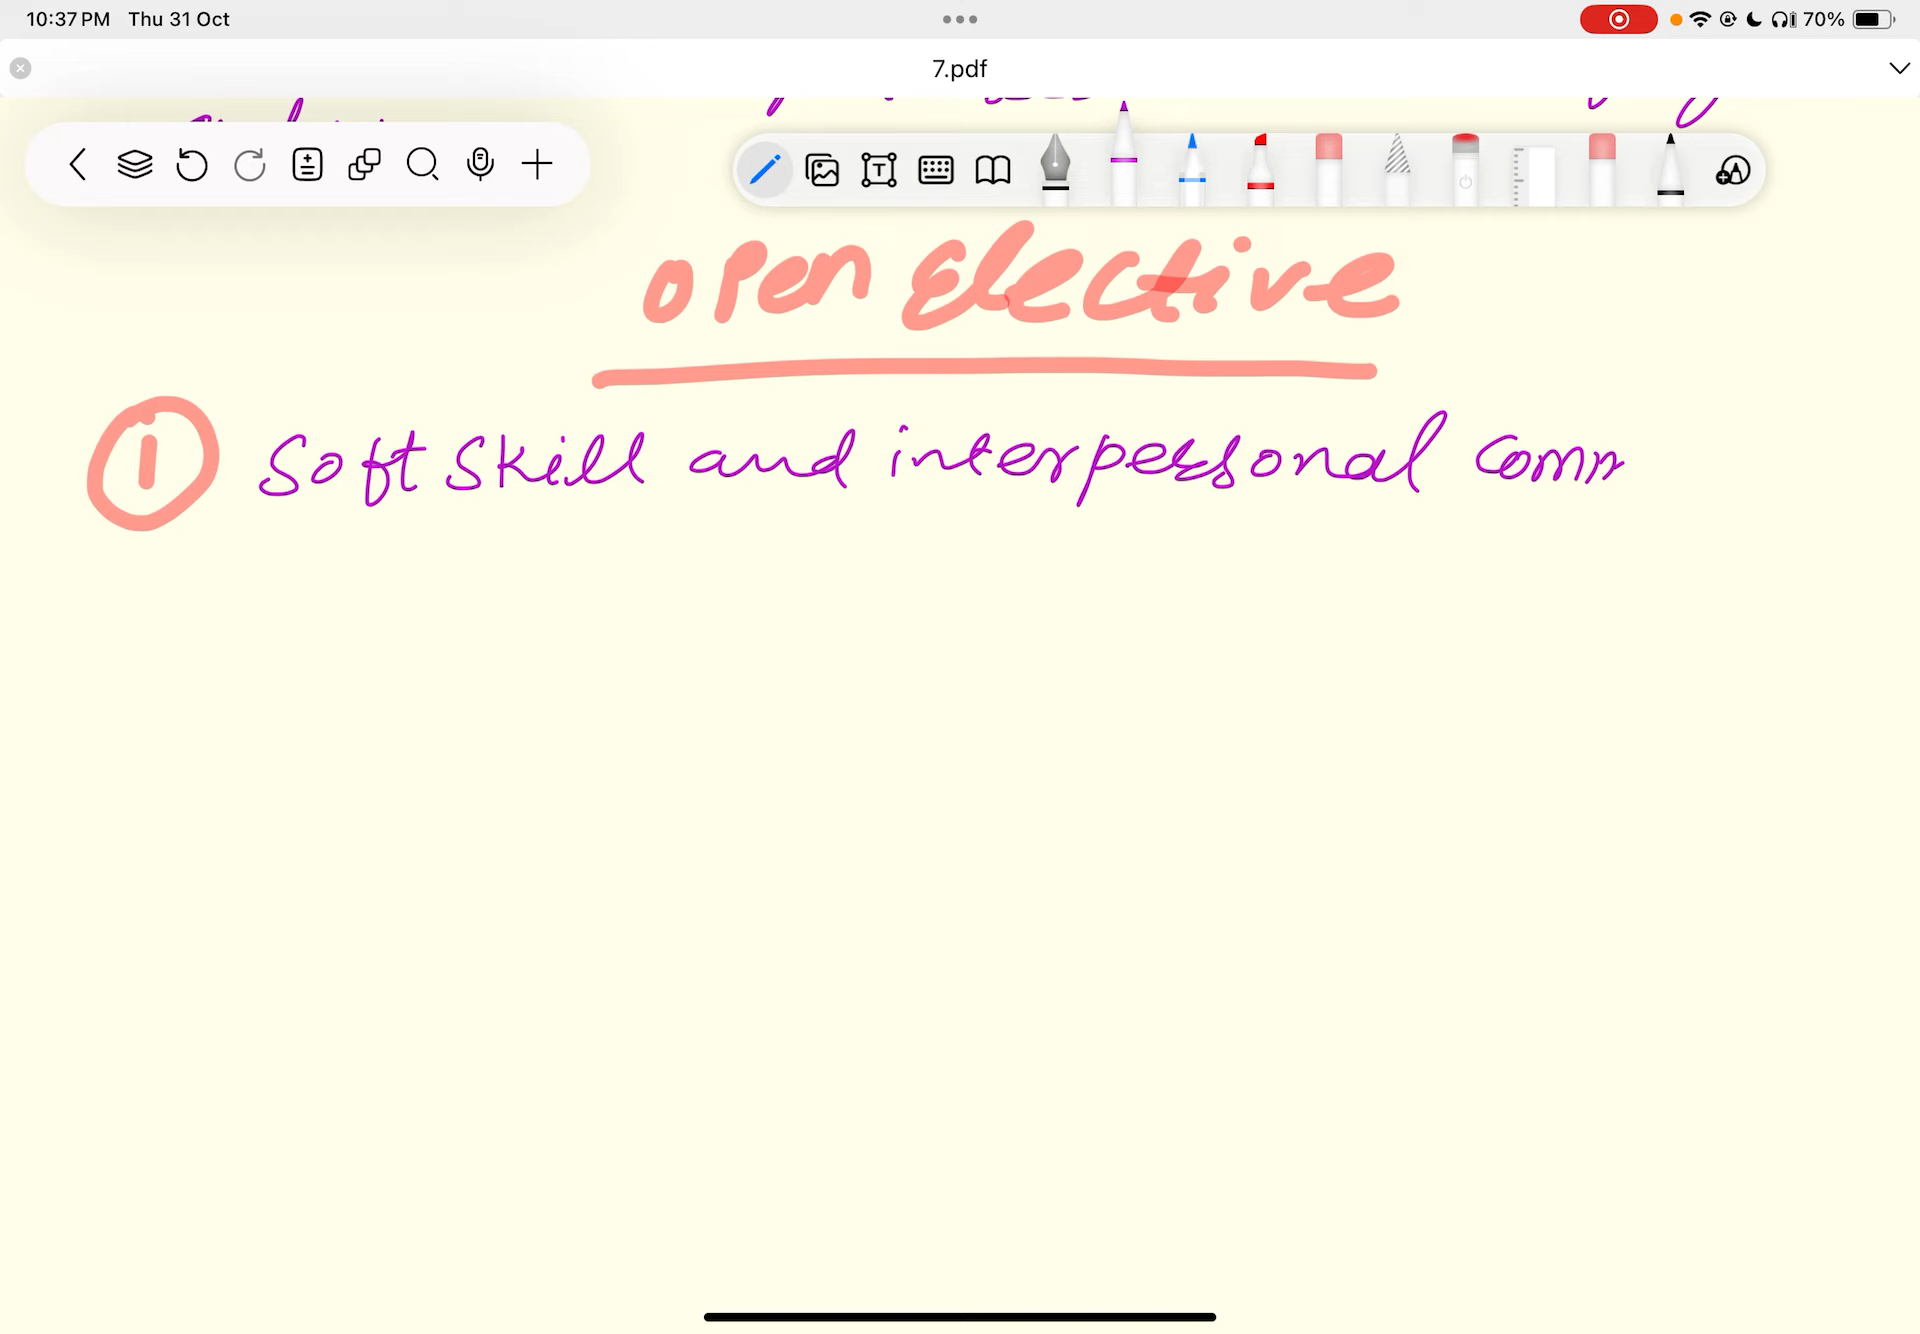 10:37 PM Thu 31 Oct
70%
7.pdf
open elective
1 Soft Skill and interpersonal comm